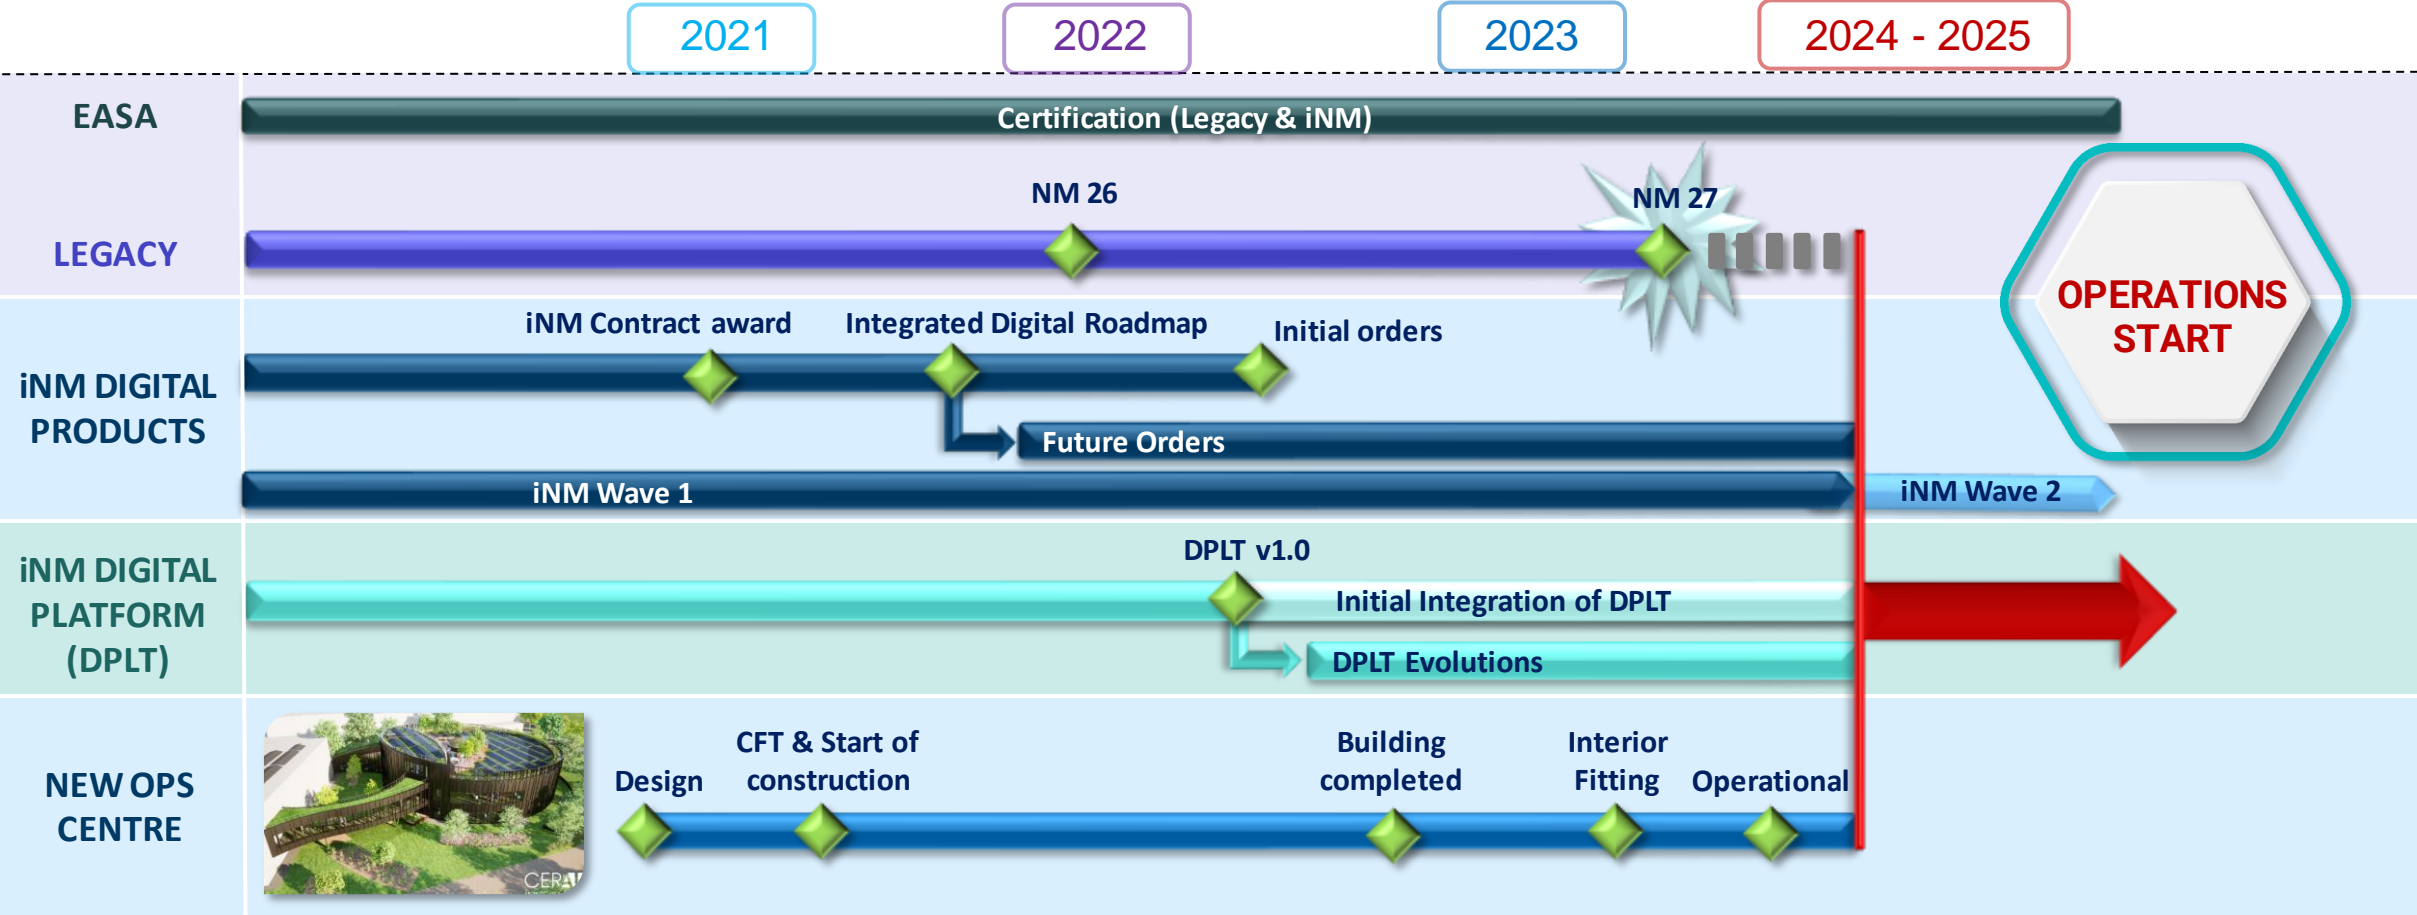 2021
2022
2023
2024 - 2025
EASA
Certification (Legacy & iNM)
LEGACY
NM 26
NM 27
OPERATIONS
START
iNM DIGITAL
PRODUCTS
iNM Contract award
Integrated Digital Roadmap
Initial orders
Future Orders
iNM Wave 1
iNM Wave 2
iNM DIGITAL
PLATFORM
(DPLT)
DPLT v1.0
Initial Integration of DPLT
DPLT Evolutions
NEW OPS
CENTRE
Design
CFT & Start of
construction
Building
completed
Interior
Fitting
Operational